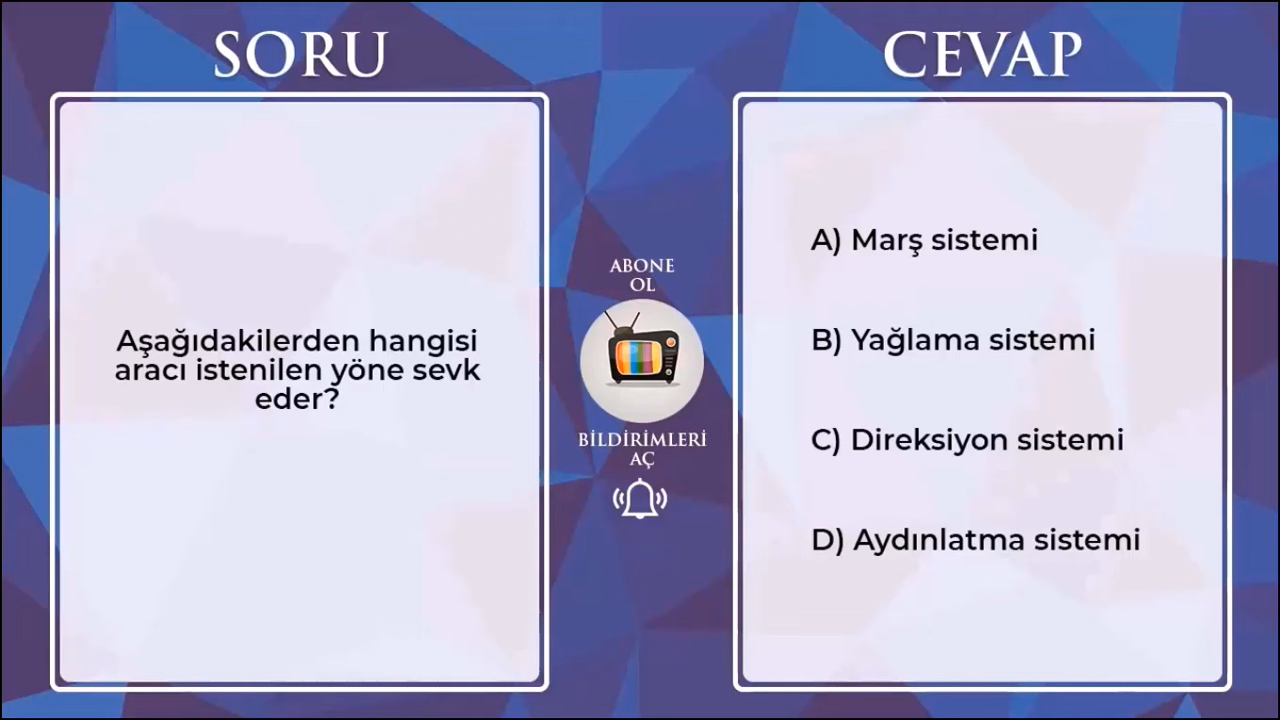 SORU
Aşağıdakilerden hangisi
aracı istenilen yöne sevk
eder?
ABONE
OL
BİLDİRİMLERİ
AÇ
CEVAP
A) Marş sistemi
B) Yağlama sistemi
C) Direksiyon sistemi
D) Aydınlatma sistemi